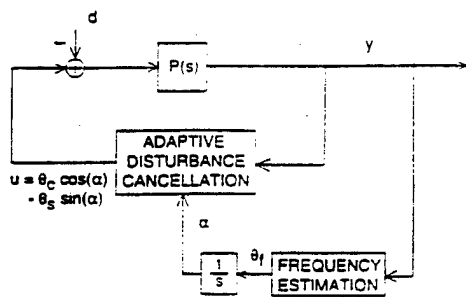 d
−
P(s)
y
ADAPTIVE
DISTURBANCE
CANCELLATION
u = θc cos(α)
- θs sin(α)
α
1
s
θf
FREQUENCY
ESTIMATION